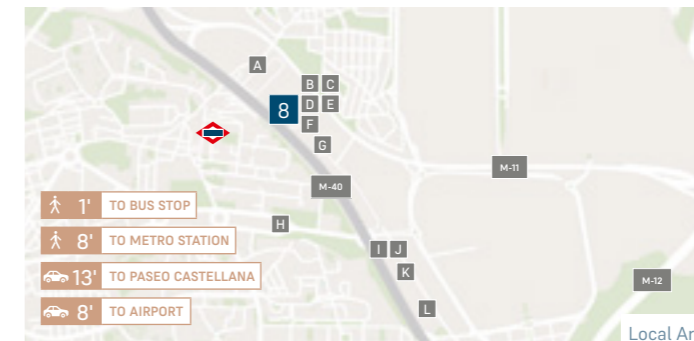 A
B C
8 D E
F
G
M-11
M-40
1' TO BUS STOP
H
8' TO METRO STATION
I J
K
13' TO PASEO CASTELLANA
M-12
8' TO AIRPORT
L
Local Ar